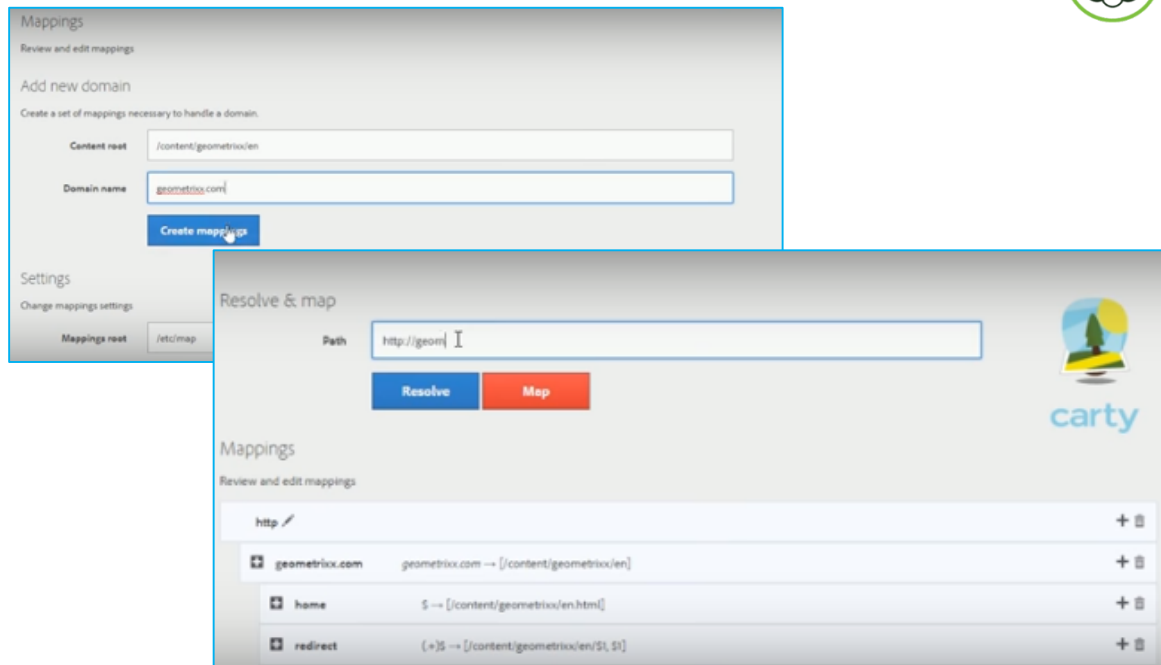 Mappings
Review and edit mappings
Add new domain
Create a set of mappings necessary to handle a domain.
Content root /content/geometrixx/en
Domain name geometrixx.com
Create mappings
Settings
Change mappings settings
Mappings root /etc/map
Resolve & map
Path http://geom
Resolve Map
carty
Mappings
Review and edit mappings
http
geometrixx.com geometrixx.com → [/content/geometrixx/en]
home $ → [/content/geometrixx/en.html]
redirect (.+)$ → [/content/geometrixx/en/$1, $1]